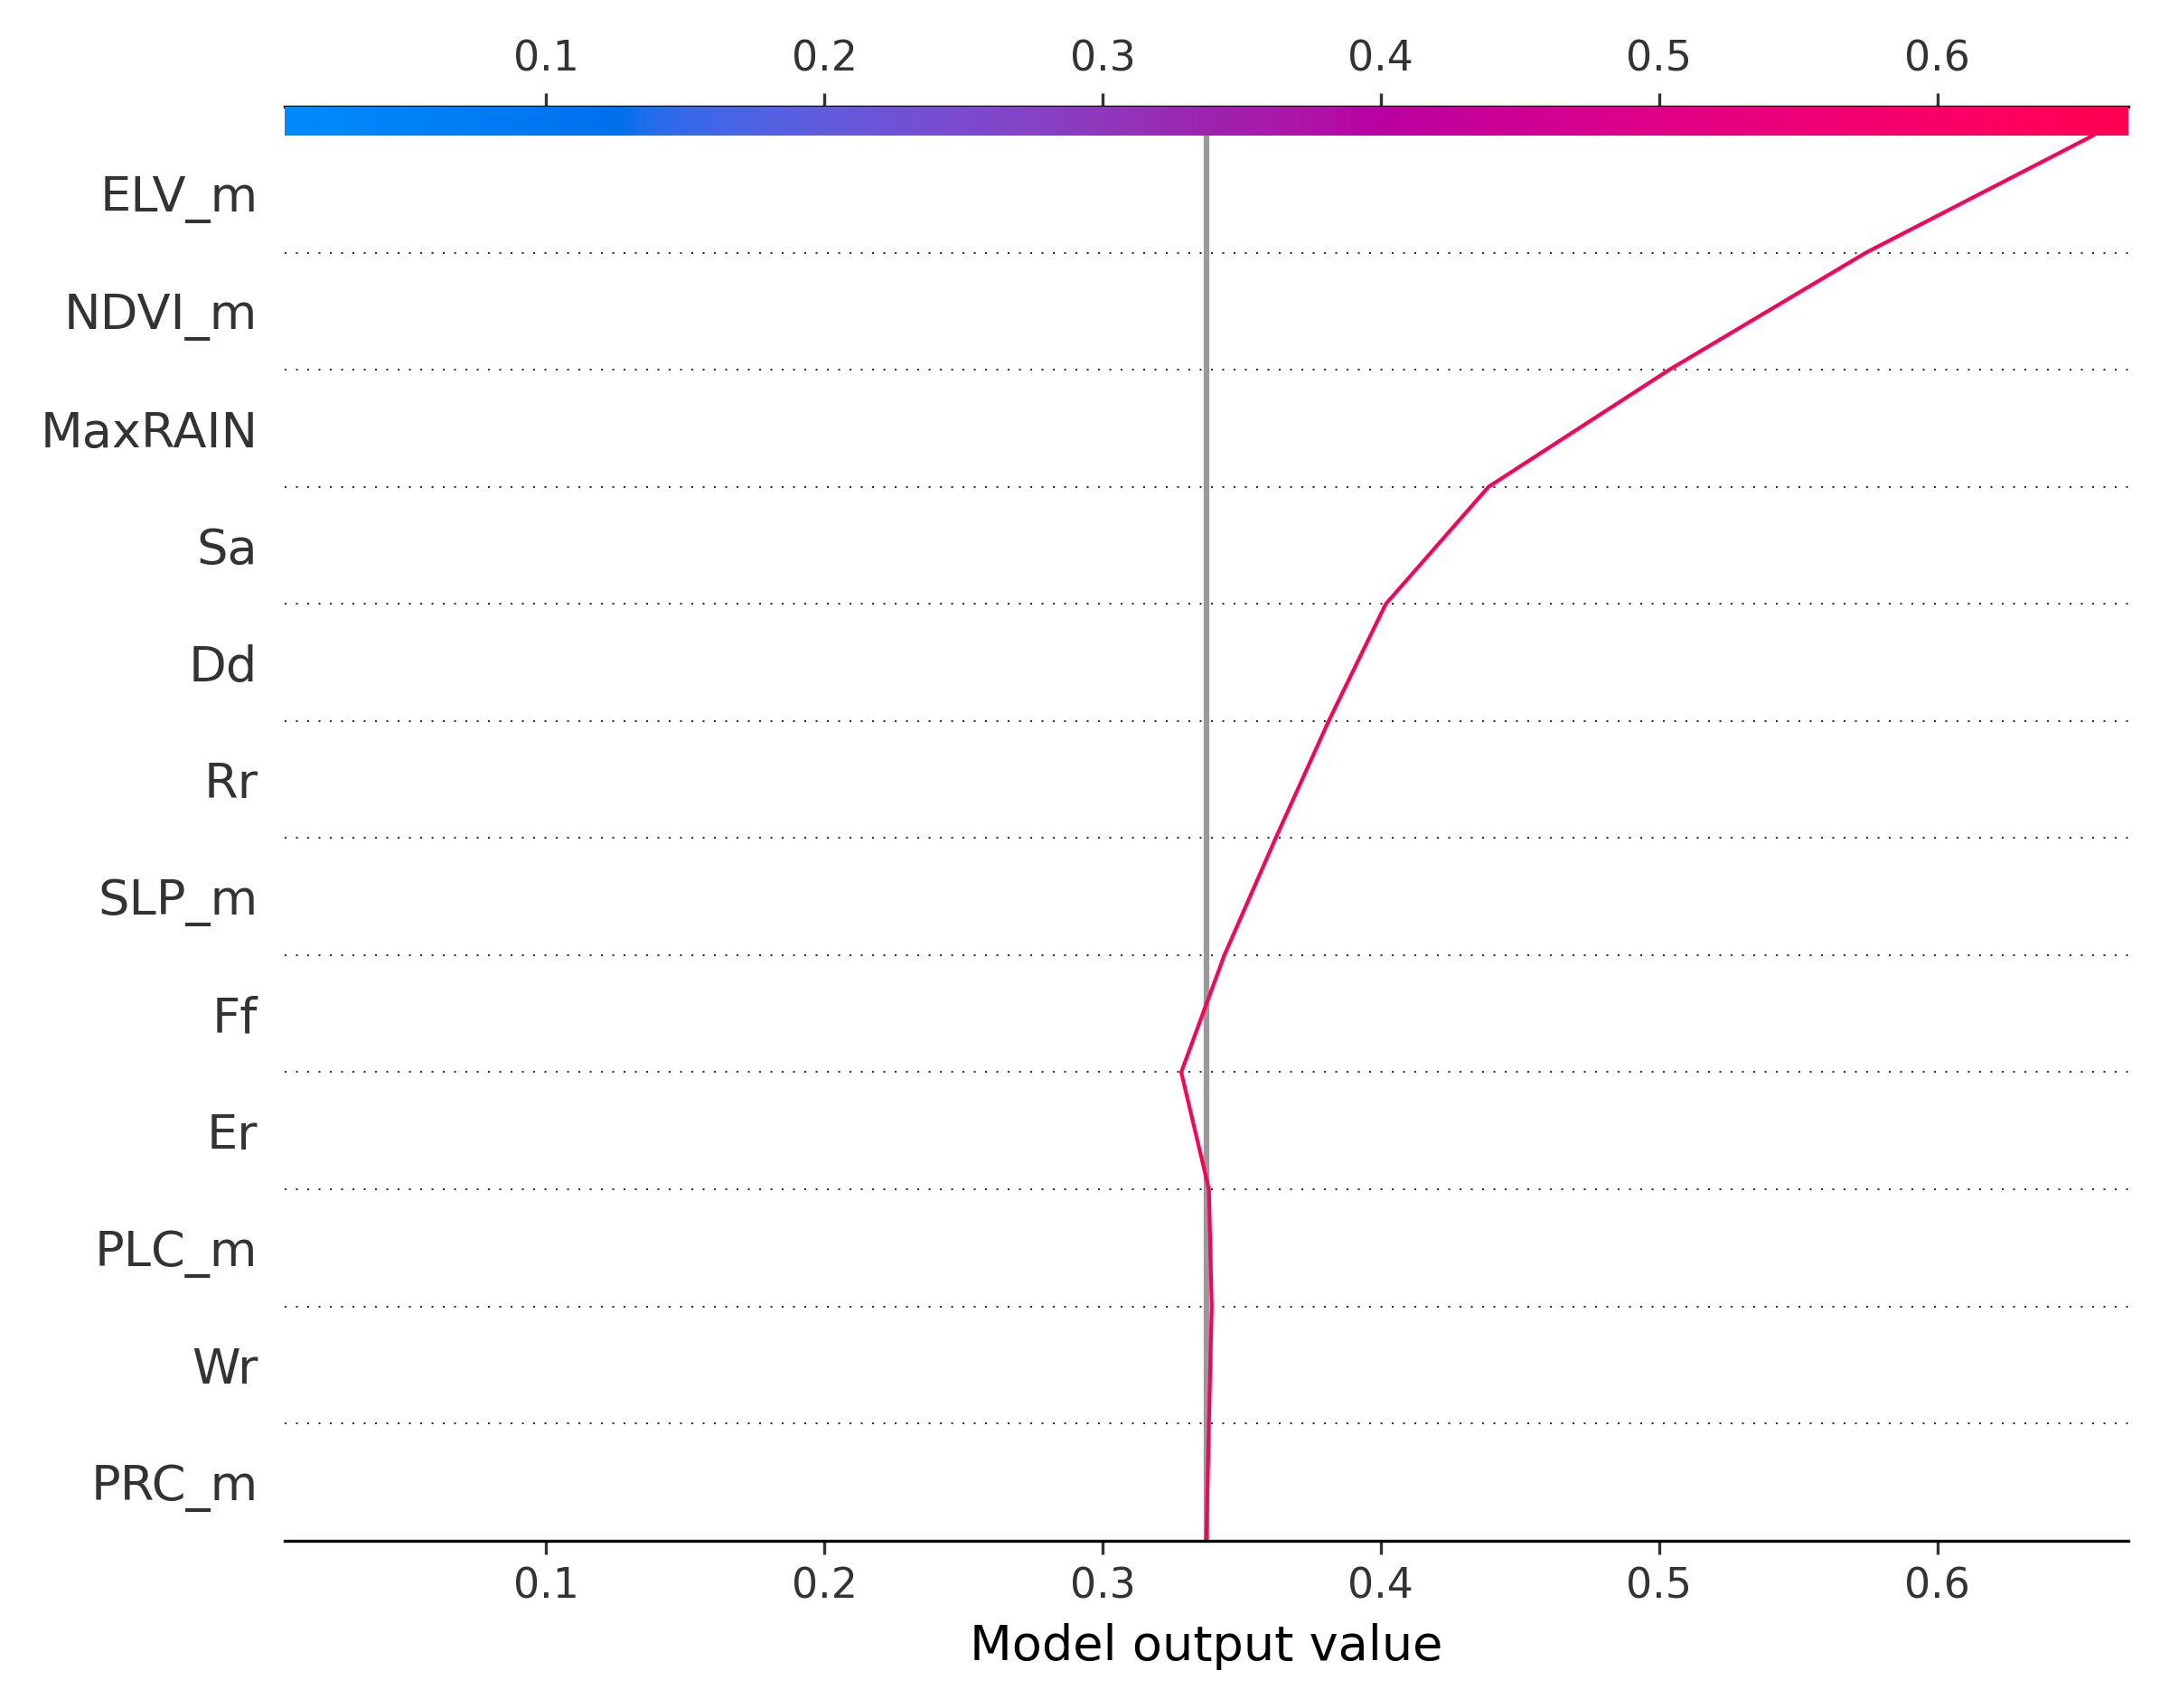 0.1 0.2 0.3 0.4 0.5 0.6
ELV_m
NDVI_m
MaxRAIN
Sa
Dd
Rr
SLP_m
Ff
Er
PLC_m
Wr
PRC_m
0.1 0.2 0.3 0.4 0.5 0.6
Model output value